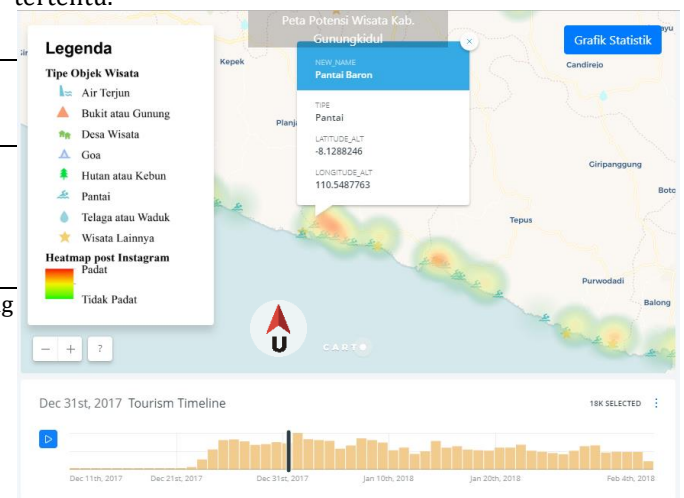 tertentu.
g
Peta Potensi Wisata Kab.
Gunungkidul
Grafik Statistik
Legenda
Tipe Objek Wisata
Air Terjun
Bukit atau Gunung
Desa Wisata
Goa
Hutan atau Kebun
Pantai
Telaga atau Waduk
Wisata Lainnya
Heatmap post Instagram
Padat
Tidak Padat
NEW_NAME
Pantai Baron
TIPE
Pantai
LATITUDE_ALT
-8.1288246
LONGITUDE_ALT
110.5487763
Kepek
Candirejo
Giripanggung
Tepus
Purwodadi
Balong
U
CARTO
− + ?
Dec 31st, 2017 Tourism Timeline
18K SELECTED
Dec 11th, 2017 Dec 21st, 2017 Dec 31st, 2017 Jan 10th, 2018 Jan 20th, 2018 Feb 4th, 2018